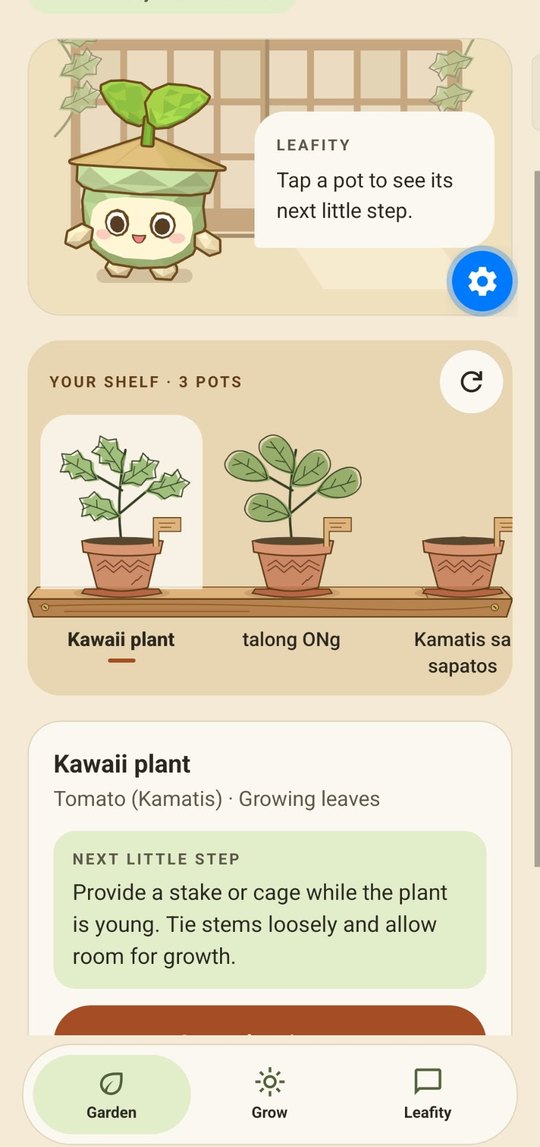 LEAFITY
Tap a pot to see its
next little step.
YOUR SHELF · 3 POTS
Kawaii plant
talong ONg
Kamatis sa
sapatos
Kawaii plant
Tomato (Kamatis) · Growing leaves
NEXT LITTLE STEP
Provide a stake or cage while the plant
is young. Tie stems loosely and allow
room for growth.
Garden
Grow
Leafity